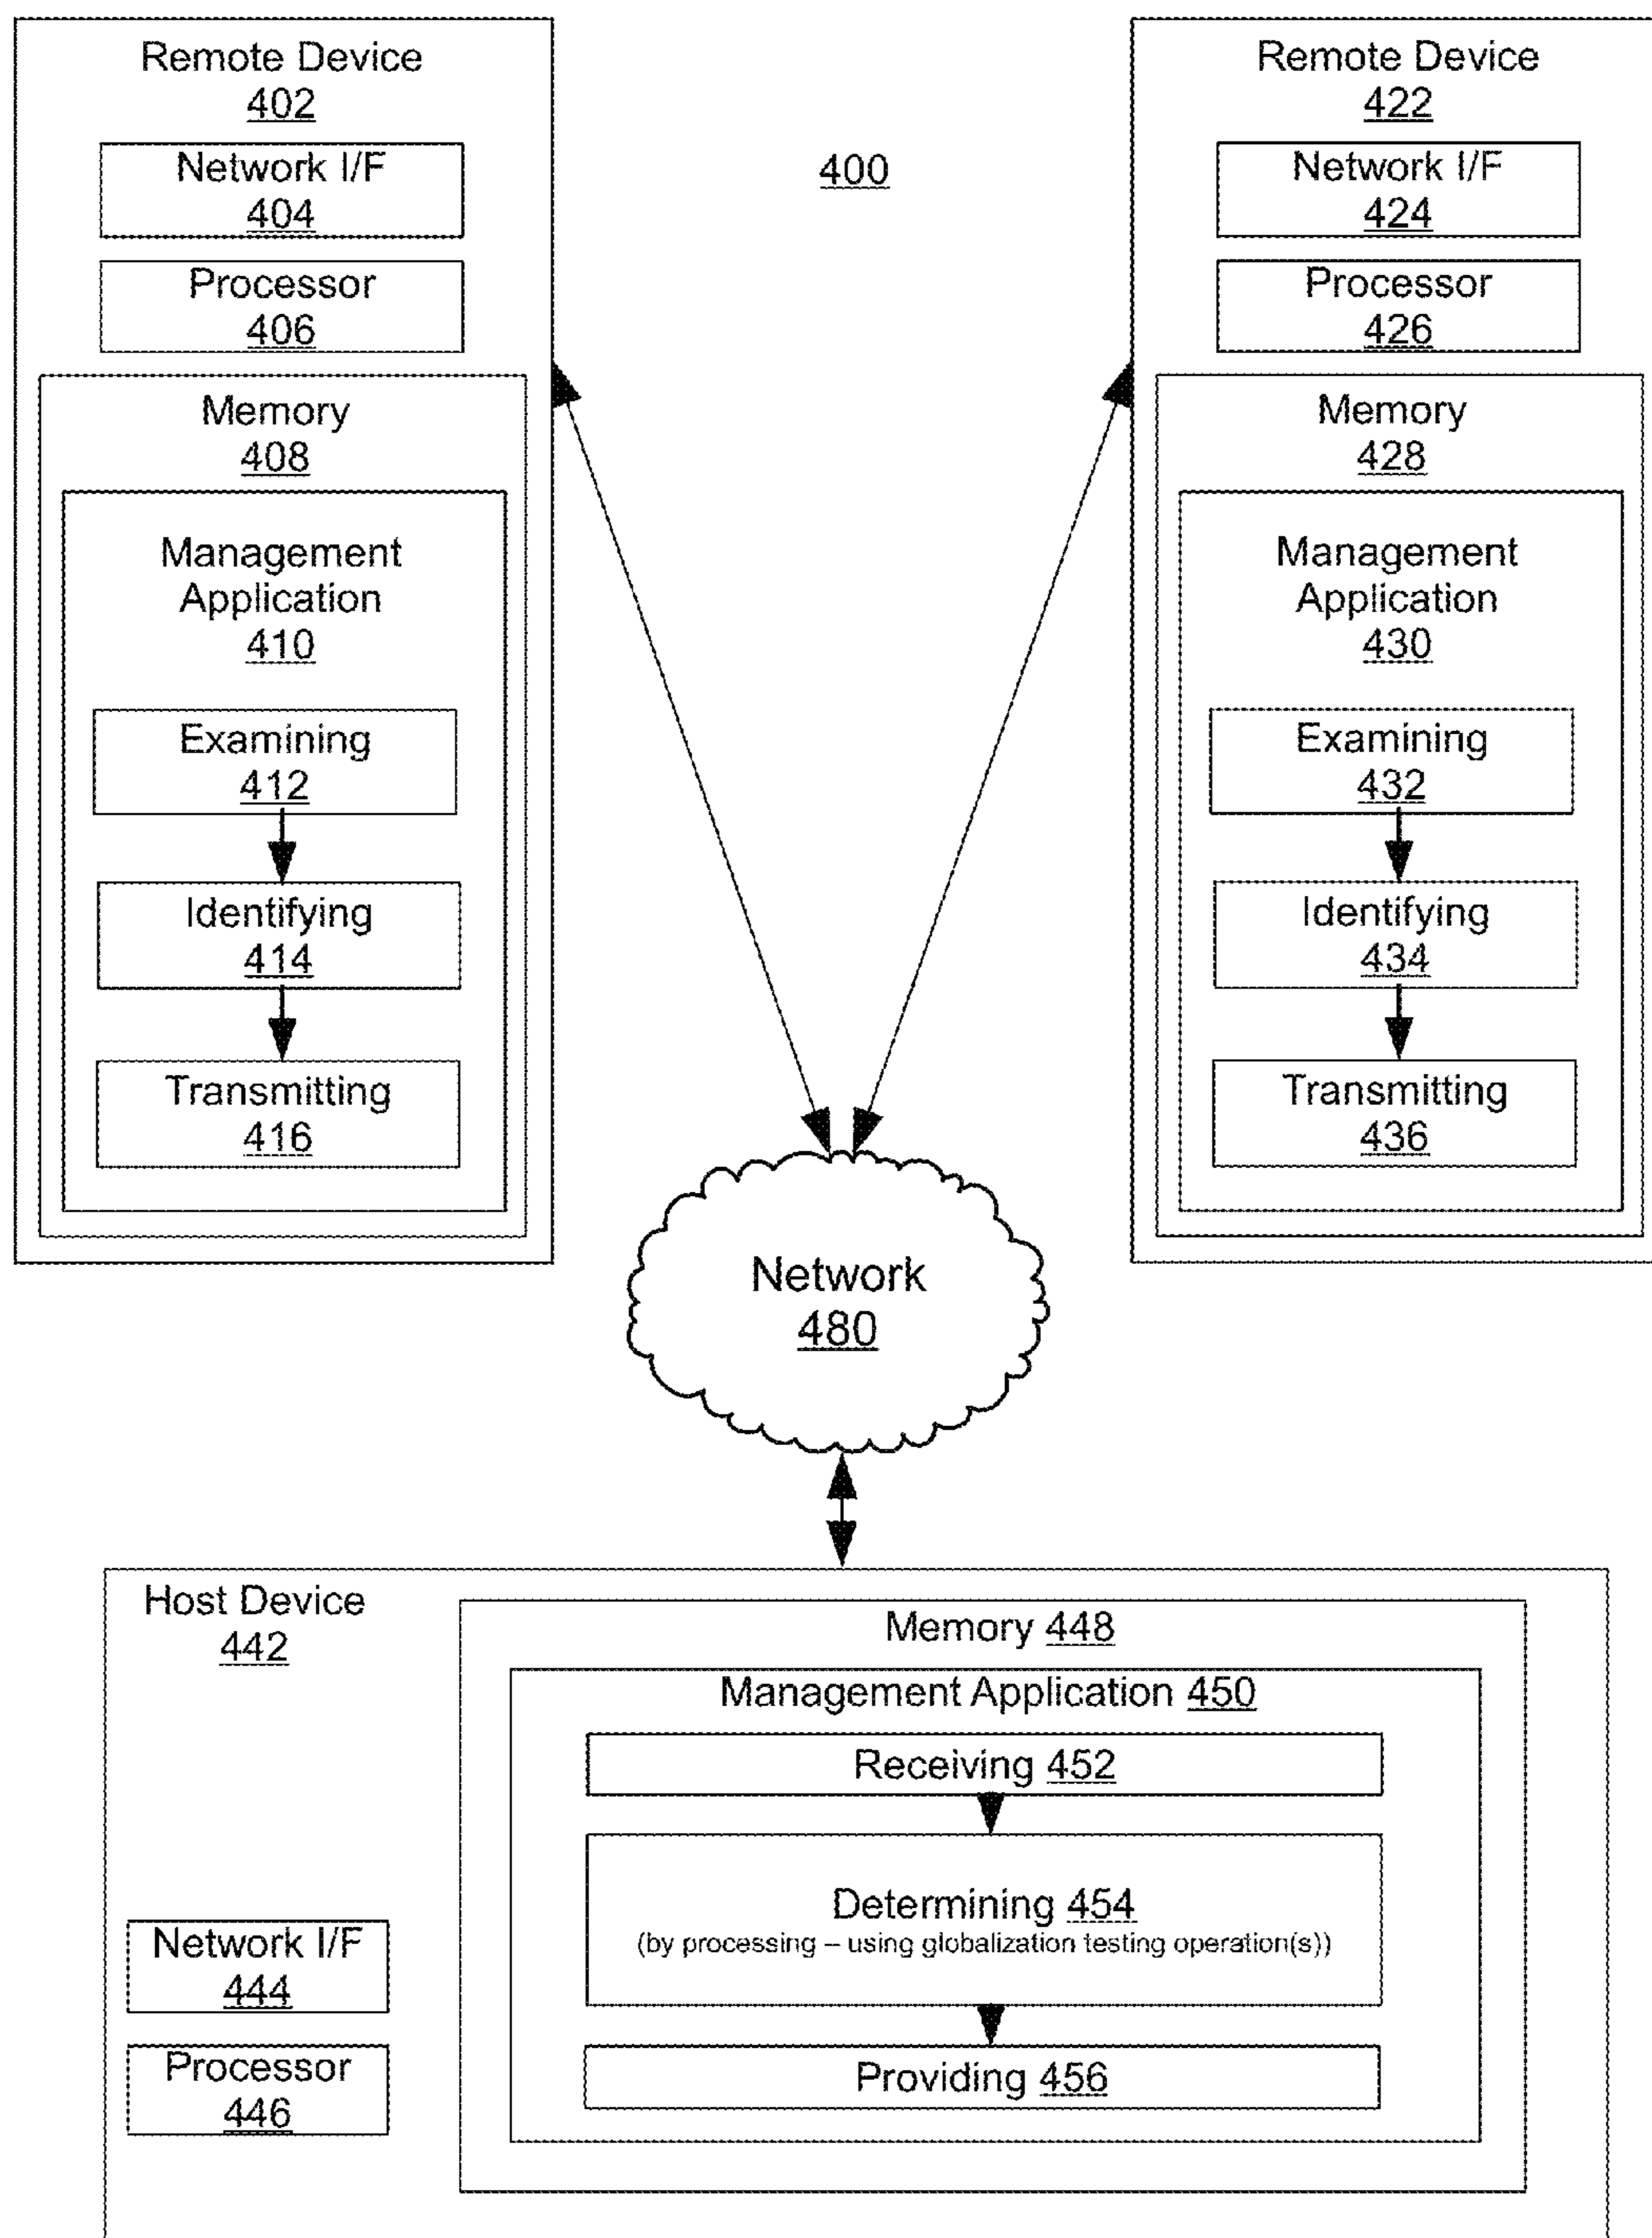 Remote Device
402
Network I/F
404
Processor
406
Memory
408
Management
Application
410
Examining
412
Identifying
414
Transmitting
416
400
Remote Device
422
Network I/F
424
Processor
426
Memory
428
Management
Application
430
Examining
432
Identifying
434
Transmitting
436
Network
480
Host Device
442
Network I/F
444
Processor
446
Memory 448
Management Application 450
Receiving 452
Determining 454
(by processing – using globalization testing operation(s))
Providing 456